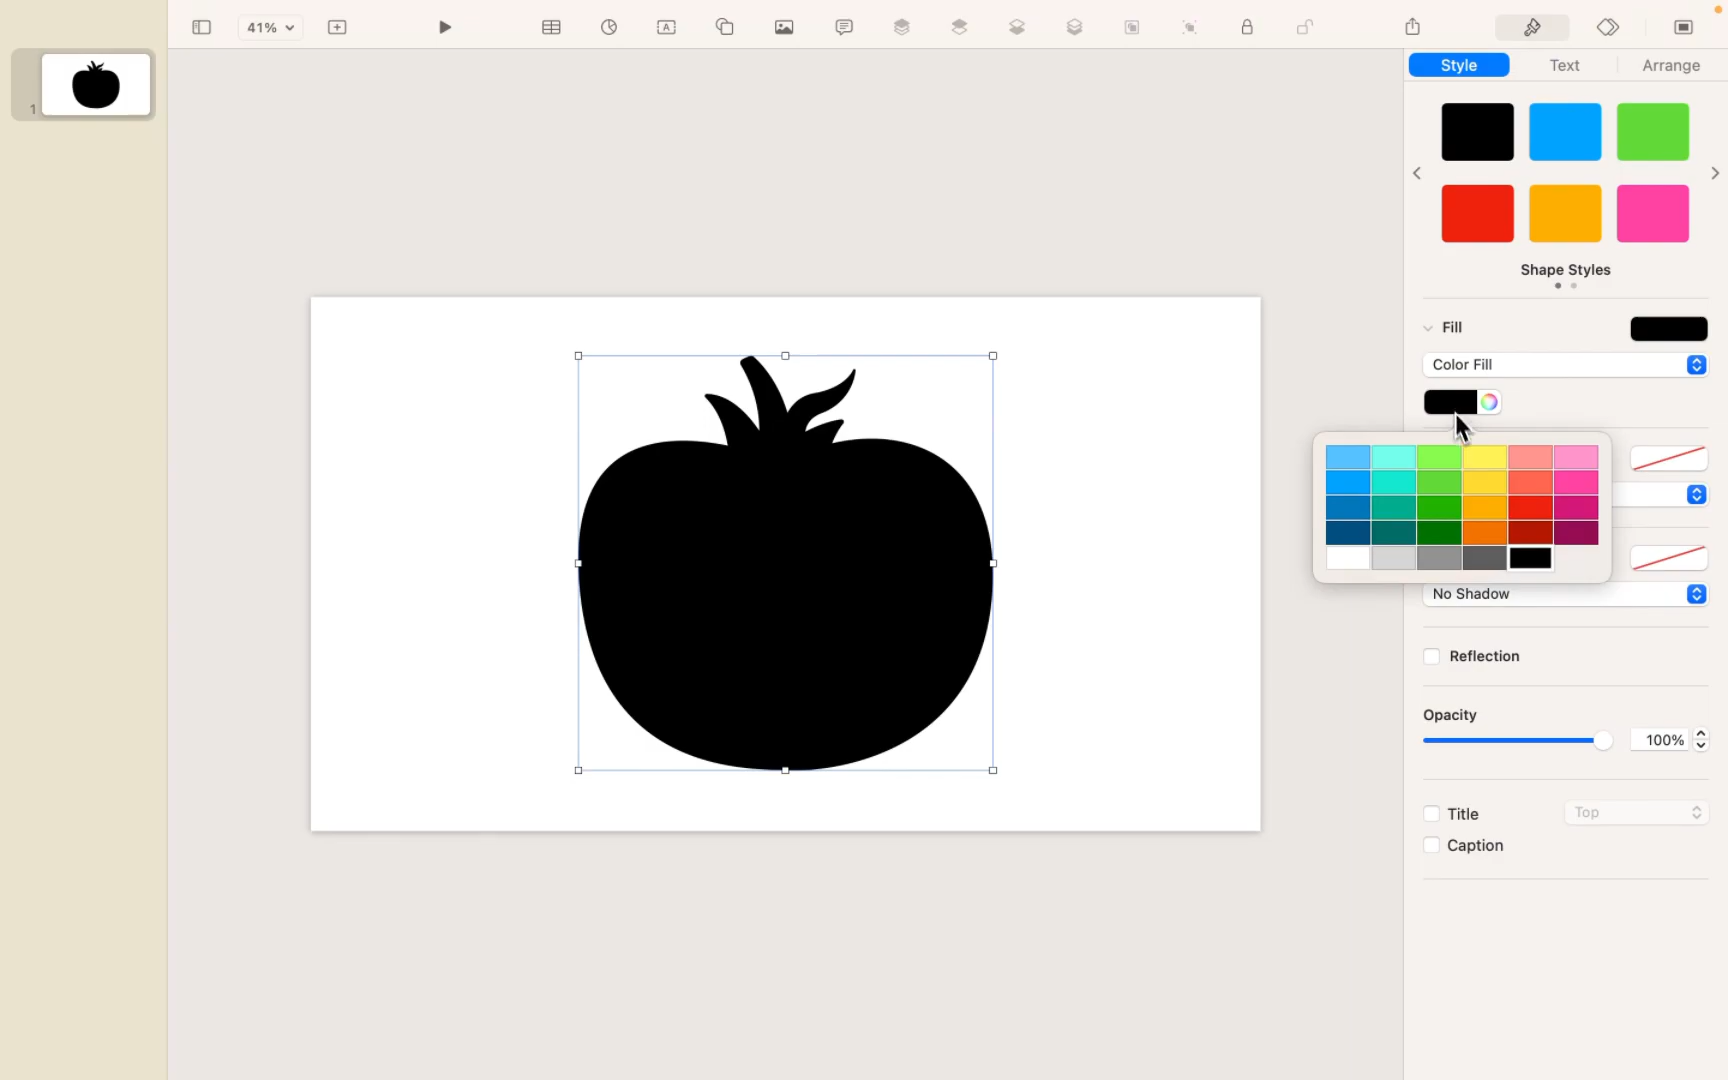 41%
Style Text Arrange
1
Shape Styles
Fill
Color Fill
No Shadow
Reflection
Opacity
100%
Title Top
Caption